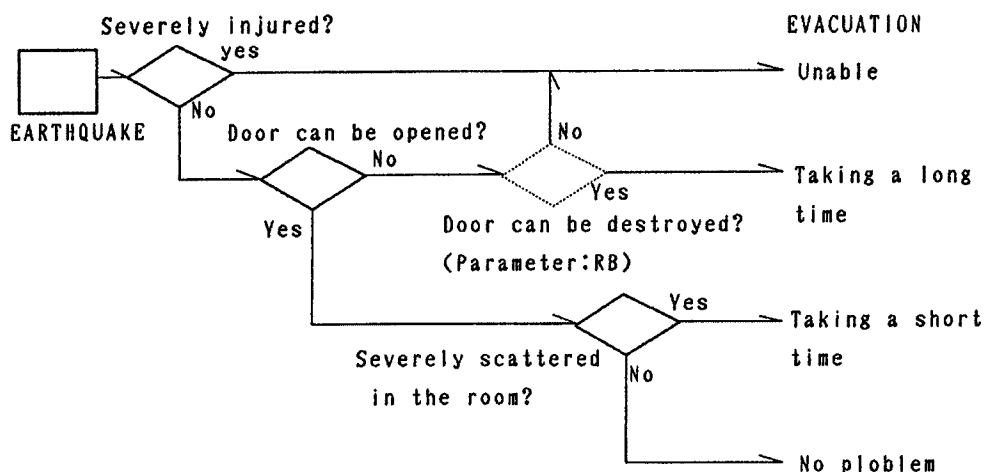 Severely injured?
EVACUATION
yes
Unable
No
EARTHQUAKE
Door can be opened?
No
No
Yes
Taking a long
time
Yes
Door can be destroyed?
(Parameter:RB)
Yes
Taking a short
time
Severely scattered
in the room?
No
No ploblem